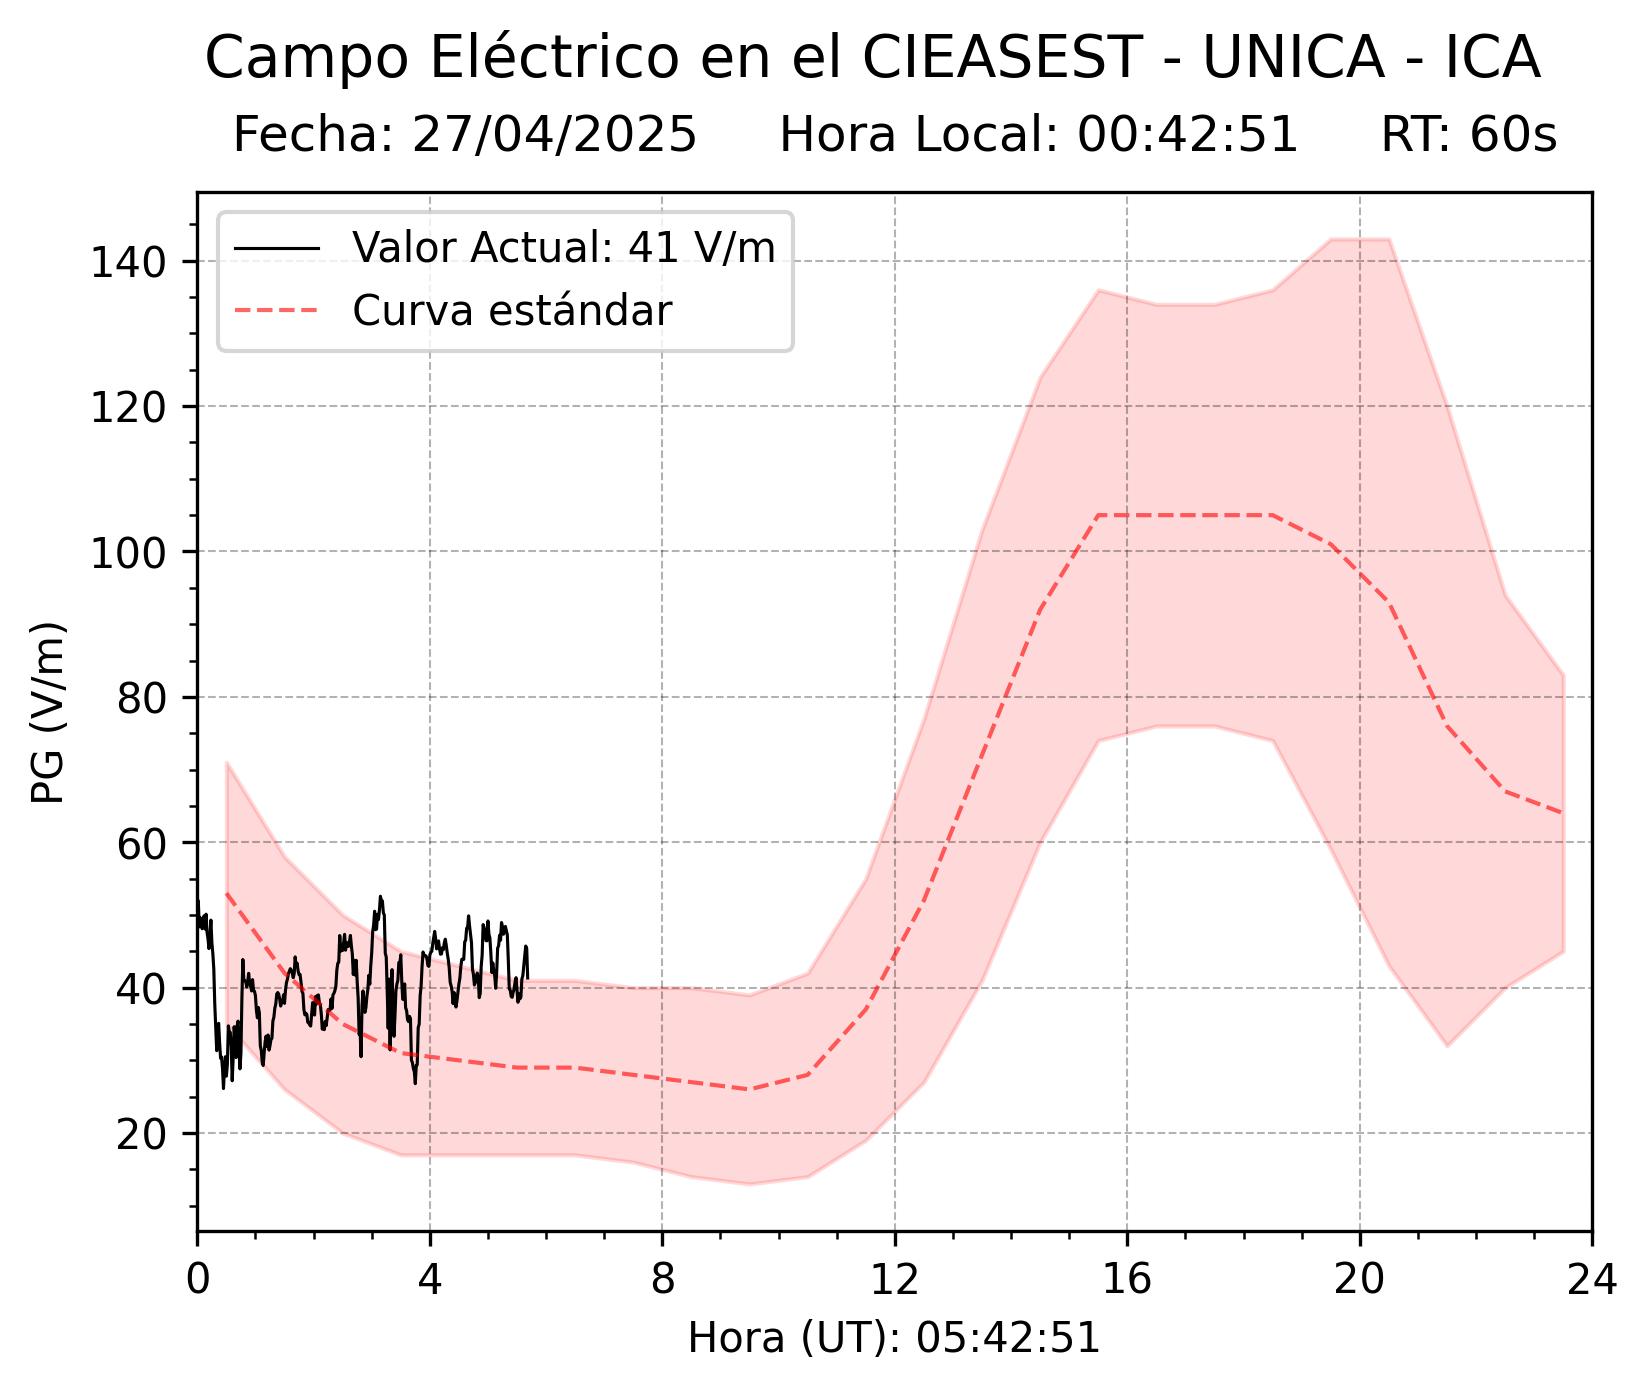 Campo Eléctrico en el CIEASEST - UNICA - ICA
Fecha: 27/04/2025 Hora Local: 00:42:51 RT: 60s
Valor Actual: 41 V/m
Curva estándar
PG (V/m)
140
120
100
80
60
40
20
0 4 8 12 16 20 24
Hora (UT): 05:42:51